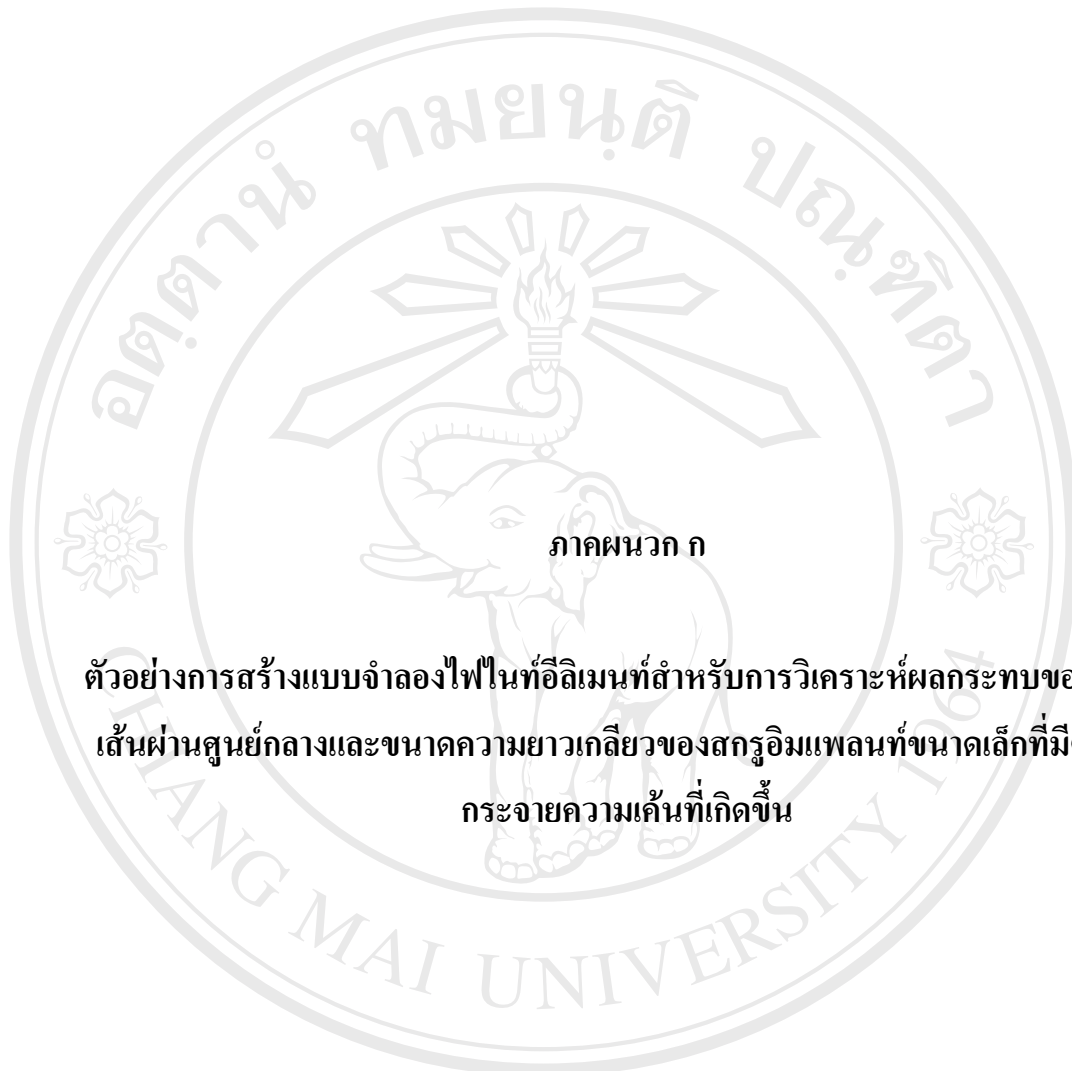 อตฺตานํ ทมยนฺติ ปณฺฑิตา
ภาคผนวก ก
ตัวอย่างการสร้างแบบจำลองไฟไนท์อีลิเมนท์สำหรับการวิเคราะห์ผลกระทบ
เส้นผ่านศูนย์กลางและขนาดความยาวเกลียวของสกรูอิมแพลนท์ขนาดเล็กที่มี
กระจายความเค้นที่เกิดขึ้น
CHIANG MAI UNIVERSITY 1964